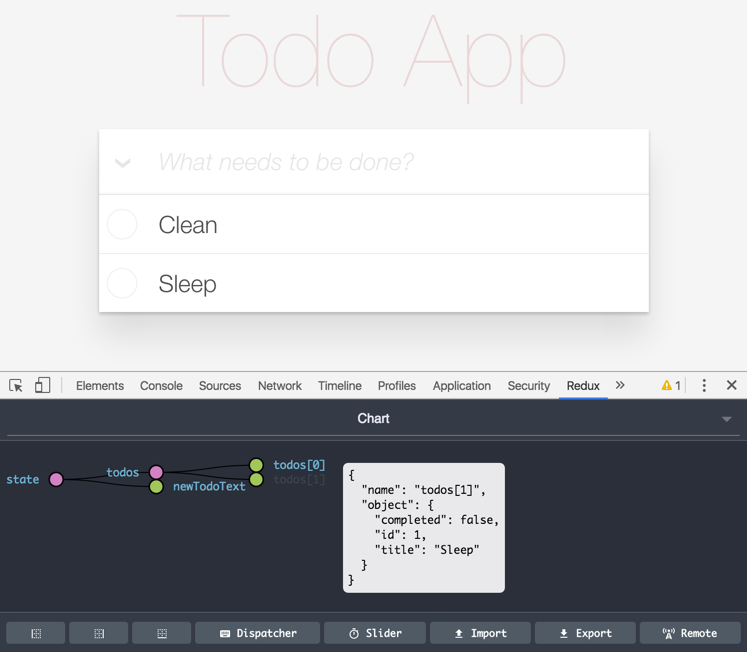 Todo App
What needs to be done?
Clean
Sleep
Elements Console Sources Network Timeline Profiles Application Security Redux » 1
Chart
state
todos
newTodoText
todos[0]
todos[1]
{
"name": "todos[1]",
"object": {
"completed": false,
"id": 1,
"title": "Sleep"
}
}
Dispatcher Slider Import Export Remote